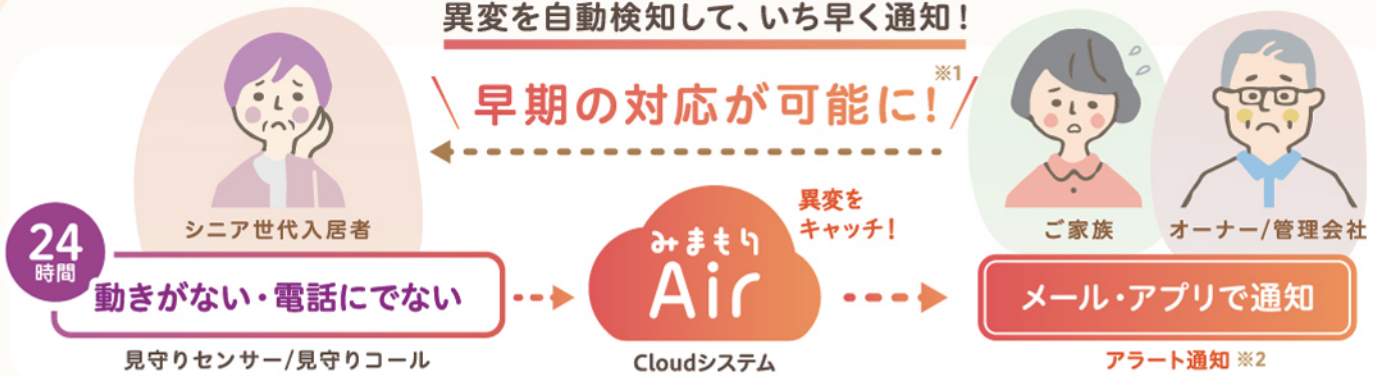 異変を自動検知して、いち早く通知！
早期の対応が可能に！※1
シニア世代入居者
24
時間
動きがない・電話にでない
見守りセンサー/見守りコール
みまもり
Air
Cloudシステム
異変を
キャッチ！
ご家族
オーナー/管理会社
メール・アプリで通知
アラート通知 ※2